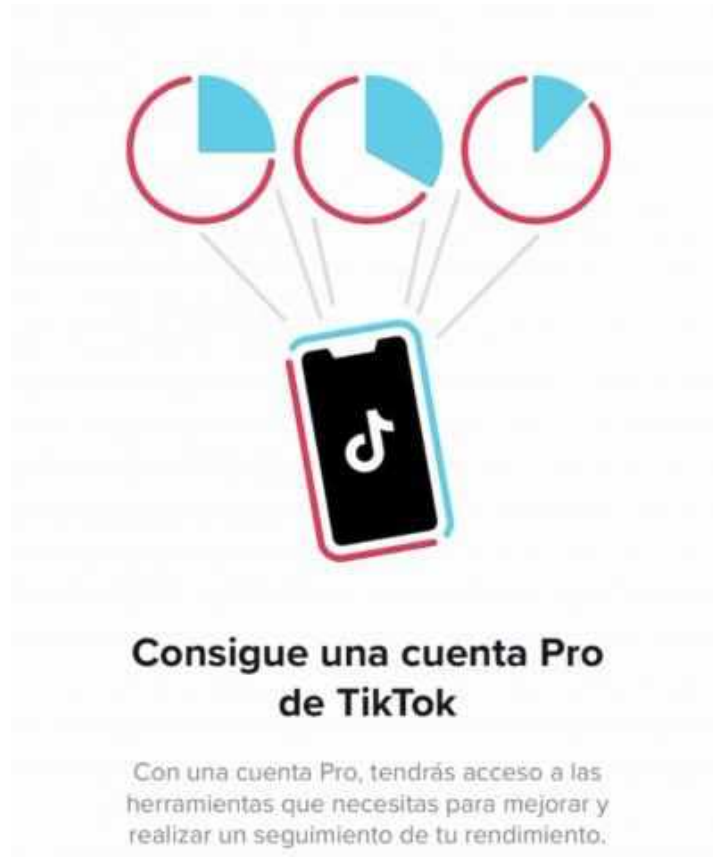 Consigue una cuenta Pro
de TikTok
Con una cuenta Pro, tendrás acceso a las
herramientas que necesitas para mejorar y
realizar un seguimiento de tu rendimiento.